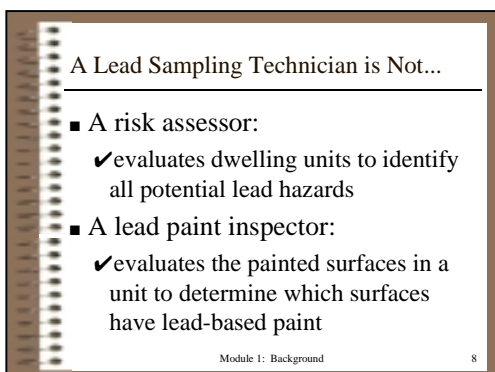 A Lead Sampling Technician is Not...
■ A risk assessor:
✔evaluates dwelling units to identify
all potential lead hazards
■ A lead paint inspector:
✔evaluates the painted surfaces in a
unit to determine which surfaces
have lead-based paint
Module 1: Background 8